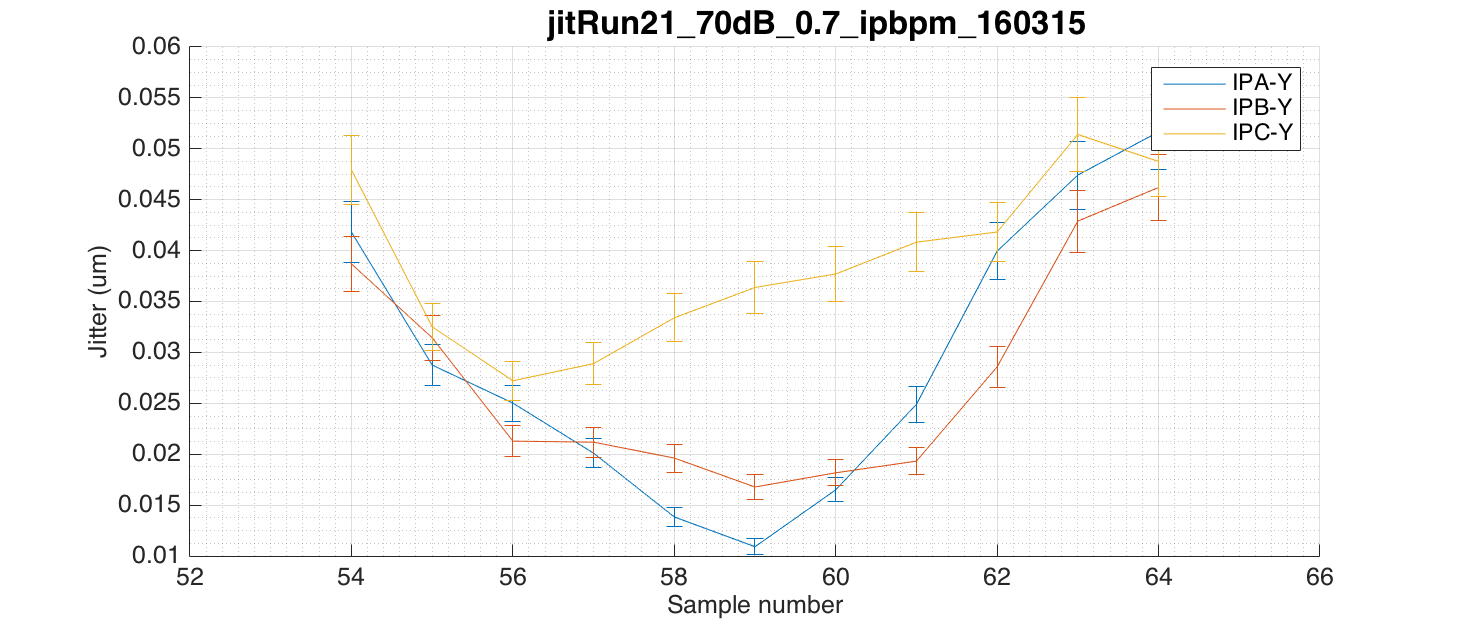 jitRun21_70dB_0.7_ipbpm_160315
0.06
0.055
0.05
0.045
0.04
0.035
0.03
0.025
0.02
0.015
0.01
Jitter (um)
IPA-Y
IPB-Y
IPC-Y
52 54 56 58 60 62 64 66
Sample number